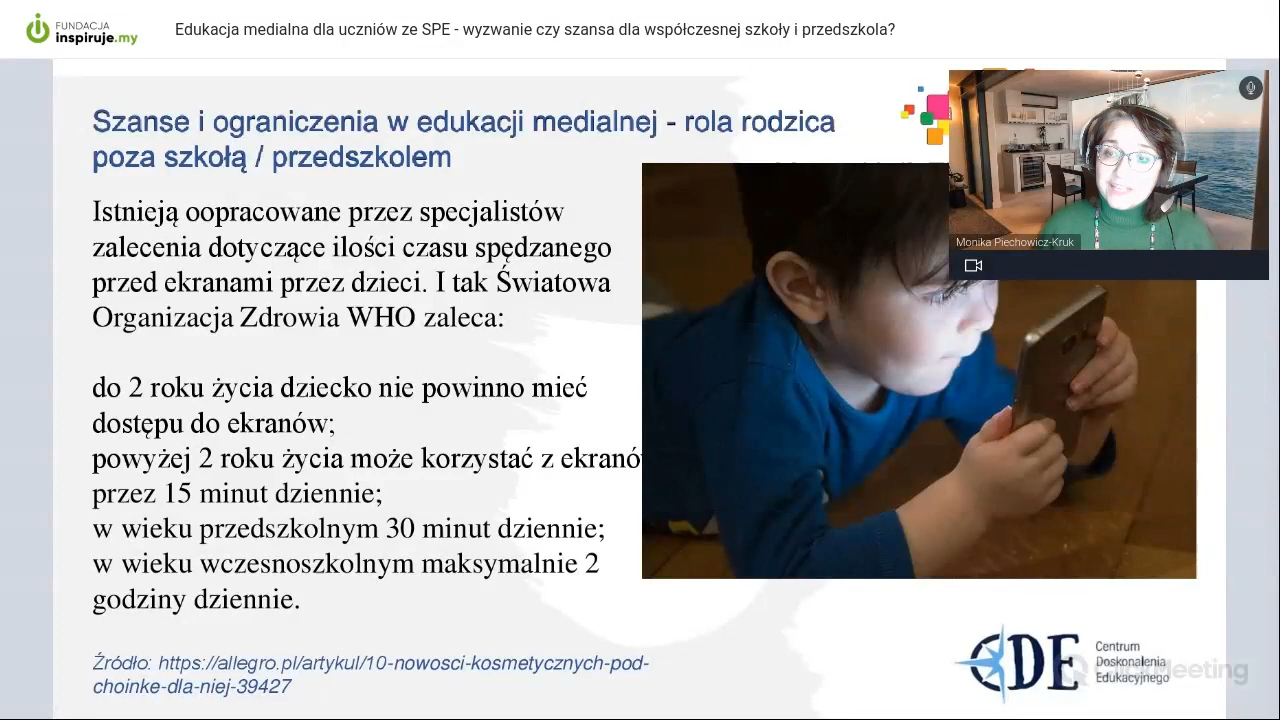 FUNDACJA
inspiruje.my
Edukacja medialna dla uczniów ze SPE - wyzwanie czy szansa dla współczesnej szkoły i przedszkola?
Szanse i ograniczenia w edukacji medialnej - rola rodzica
poza szkołą / przedszkolem
Monika Piechowicz-Kruk
Istnieją oopracowane przez specjalistów
zalecenia dotyczące ilości czasu spędzanego
przed ekranami przez dzieci. I tak Światowa
Organizacja Zdrowia WHO zaleca:
do 2 roku życia dziecko nie powinno mieć
dostępu do ekranów;
powyżej 2 roku życia może korzystać z ekranó
przez 15 minut dziennie;
w wieku przedszkolnym 30 minut dziennie;
w wieku wczesnoszkolnym maksymalnie 2
godziny dziennie.
Źródło: https://allegro.pl/artykul/10-nowosci-kosmetycznych-pod-
choinke-dla-niej-39427
CDE
Centrum
Doskonalenia
Edukacyjnego
ClickMeeting